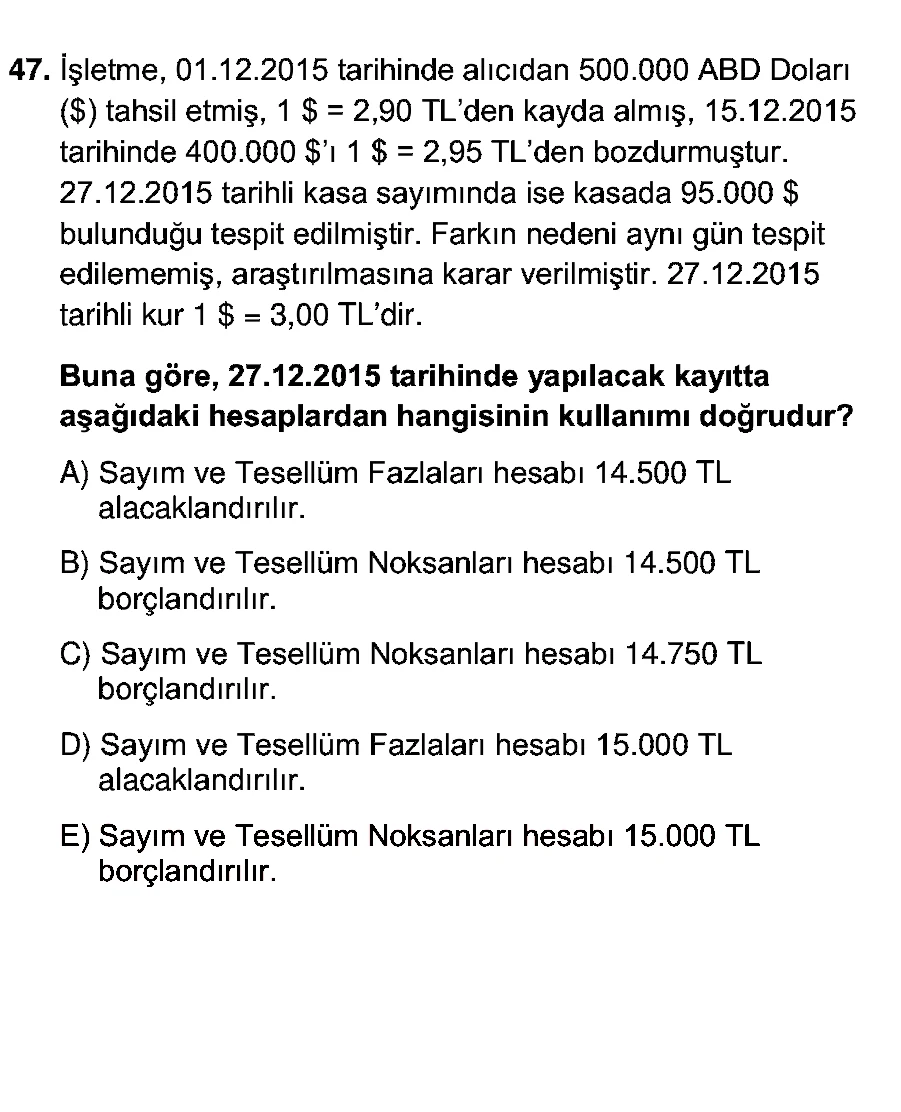 47. İşletme, 01.12.2015 tarihinde alıcıdan 500.000 ABD Doları
($) tahsil etmiş, 1 $ = 2,90 TL’den kayda almış, 15.12.2015
tarihinde 400.000 $’ı 1 $ = 2,95 TL’den bozdurmuştur.
27.12.2015 tarihli kasa sayımında ise kasada 95.000 $
bulunduğu tespit edilmiştir. Farkın nedeni aynı gün tespit
edilememiş, araştırılmasına karar verilmiştir. 27.12.2015
tarihli kur 1 $ = 3,00 TL’dir.
Buna göre, 27.12.2015 tarihinde yapılacak kayıtta
aşağıdaki hesaplardan hangisinin kullanımı doğrudur?
A) Sayım ve Tesellüm Fazlaları hesabı 14.500 TL
alacaklandırılır.
B) Sayım ve Tesellüm Noksanları hesabı 14.500 TL
borçlandırılır.
C) Sayım ve Tesellüm Noksanları hesabı 14.750 TL
borçlandırılır.
D) Sayım ve Tesellüm Fazlaları hesabı 15.000 TL
alacaklandırılır.
E) Sayım ve Tesellüm Noksanları hesabı 15.000 TL
borçlandırılır.